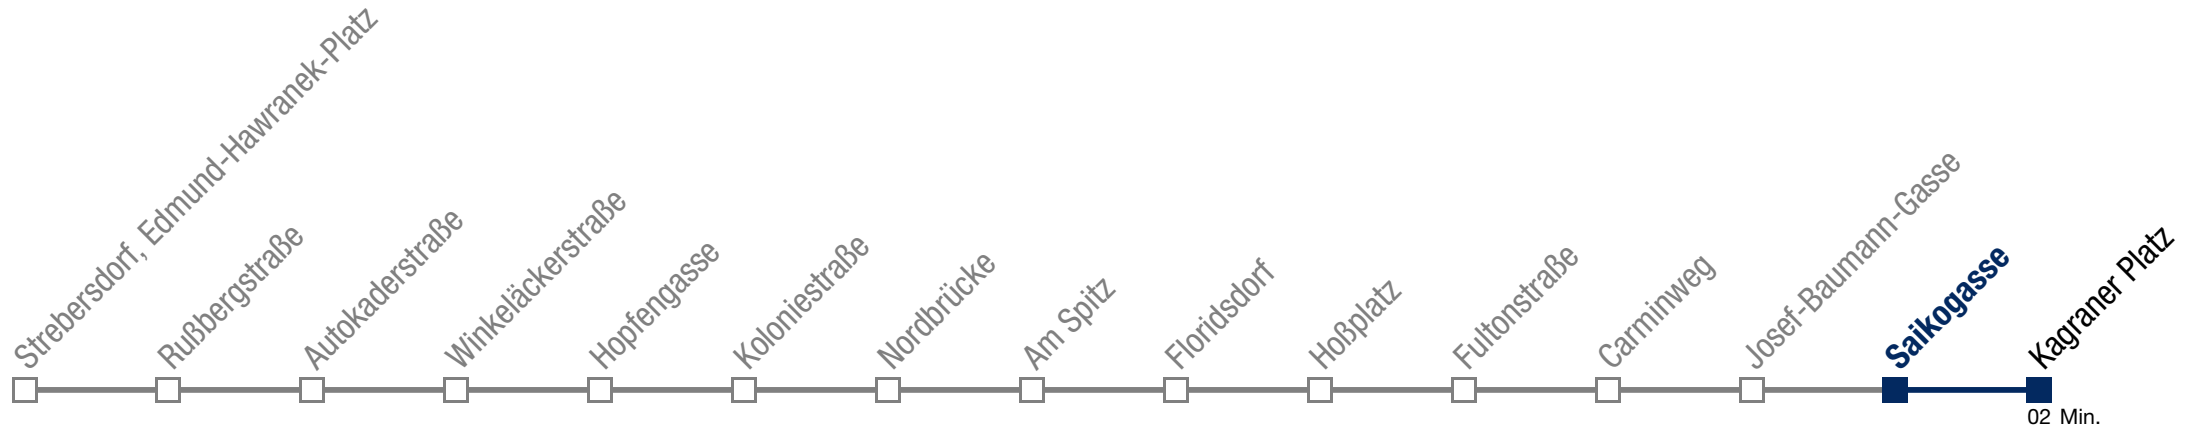 Strebersdorf, Edmund-Hawranek-Platz
Rußbergstraße
Autokaderstraße
Winkeläckerstraße
Hopfengasse
Koloniestraße
Nordbrücke
Am Spitz
Floridsdorf
Hoßplatz
Fultonstraße
Carminweg
Josef-Baumann-Gasse
Saikogasse
Kagraner Platz
02 Min.